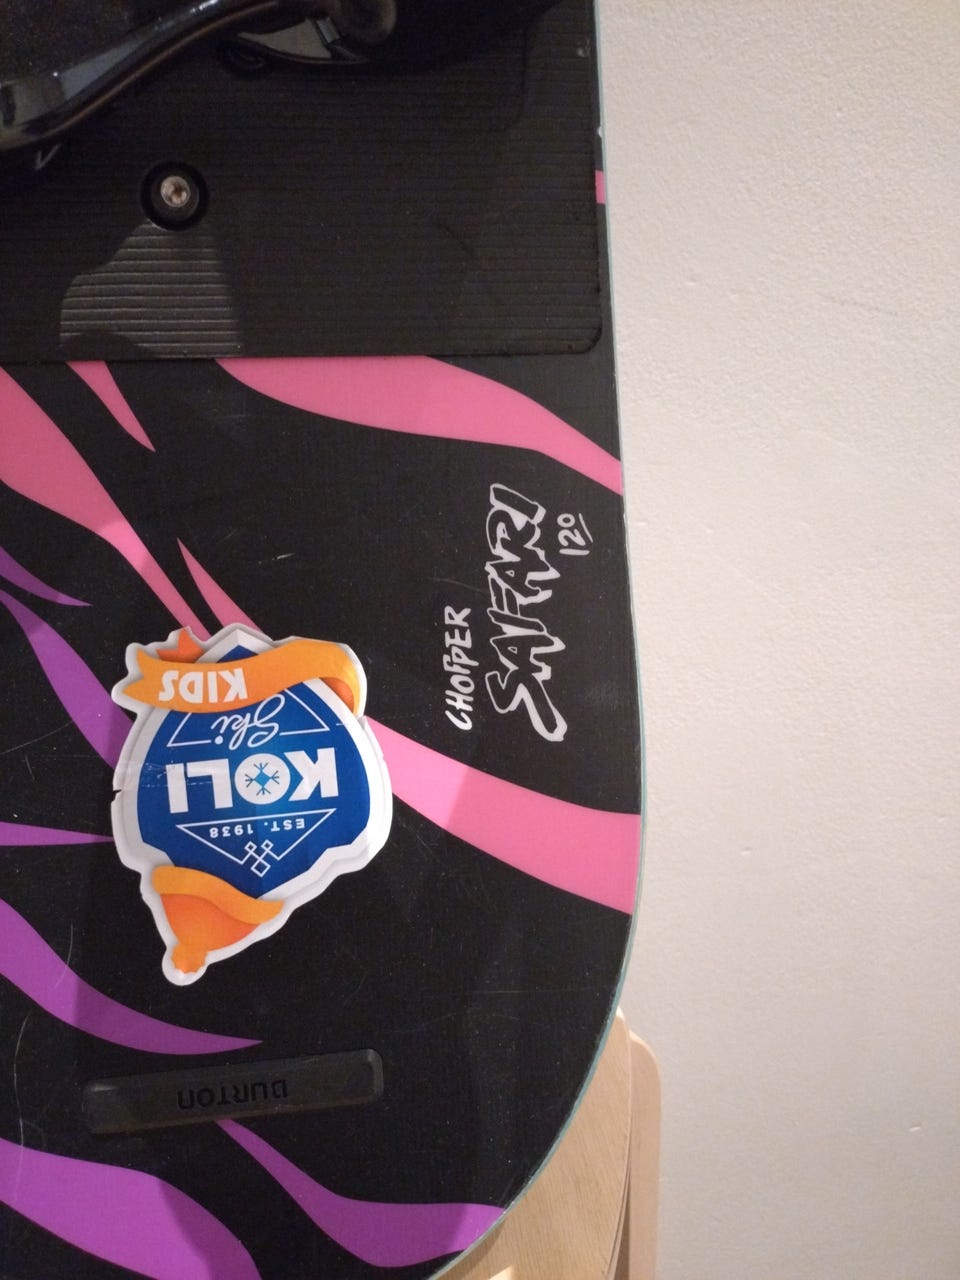 CHOPPER
SAFARI
120
EST. 1938
KOLI
Ski
KIDS
BURTON